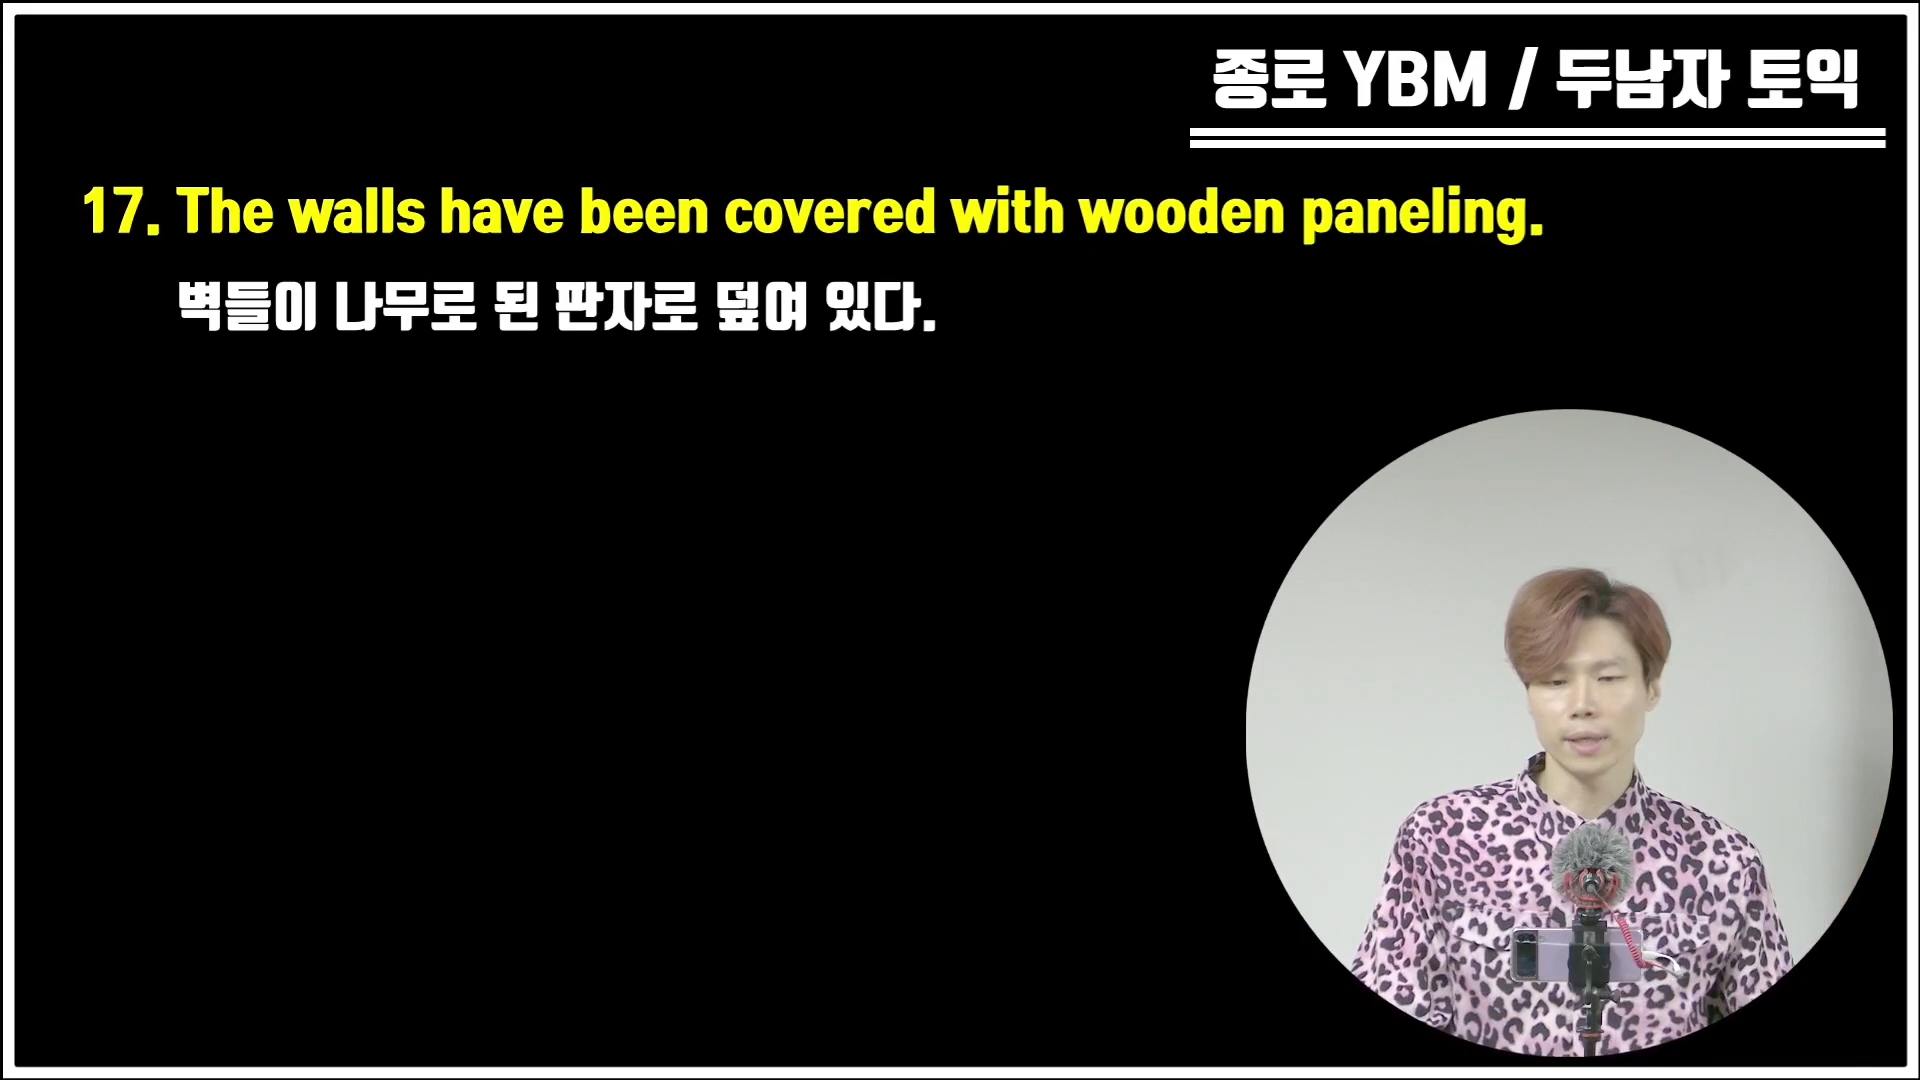 종로 YBM / 두남자 토익
17. The walls have been covered with wooden paneling.
벽들이 나무로 된 판자로 덮여 있다.